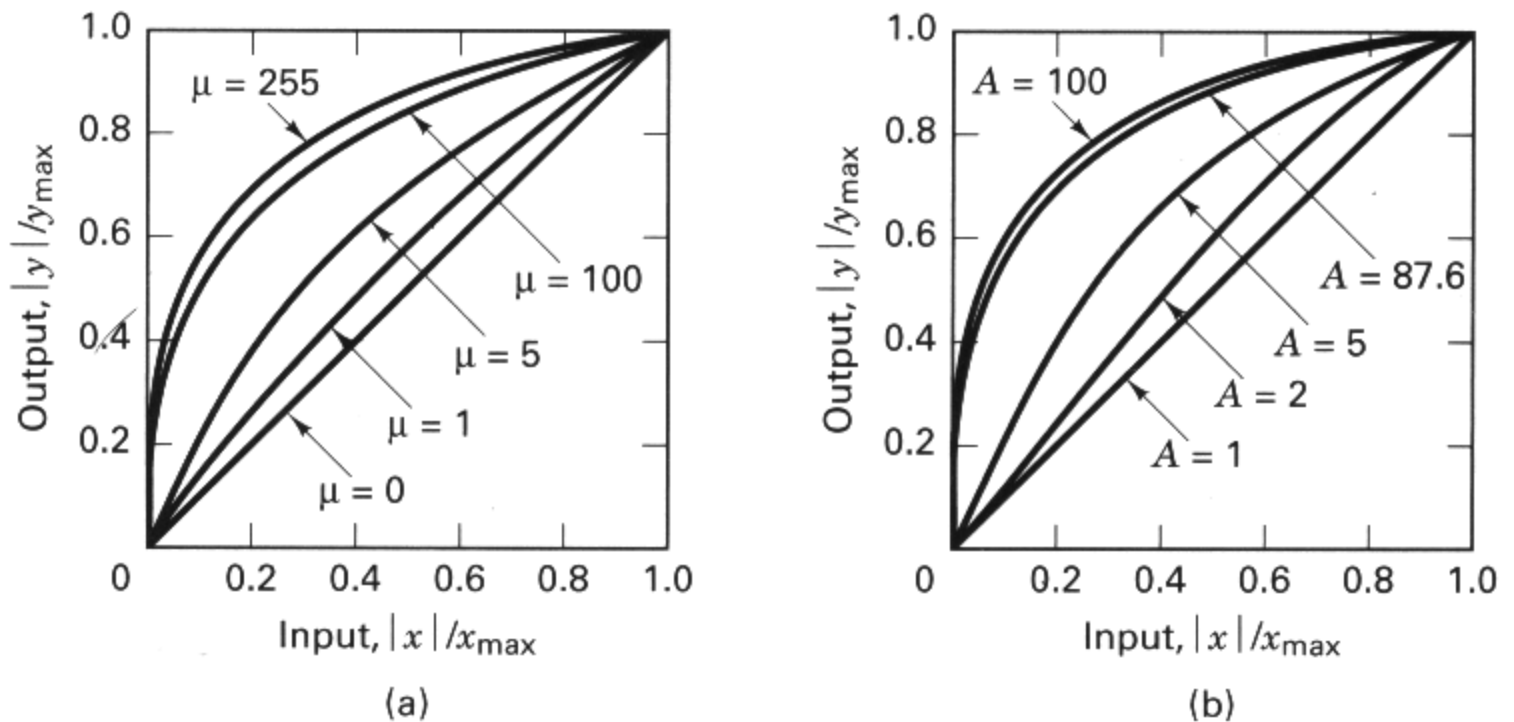 1.0
0.8
0.6
0.4
0.2
0
0.2
0.4
0.6
0.8
1.0
Output, |y|/ymax
Input, |x|/xmax
μ = 255
μ = 100
μ = 5
μ = 1
μ = 0
(a)
1.0
0.8
0.6
0.4
0.2
0
0.2
0.4
0.6
0.8
1.0
Output, |y|/ymax
Input, |x|/xmax
A = 100
A = 87.6
A = 5
A = 2
A = 1
(b)